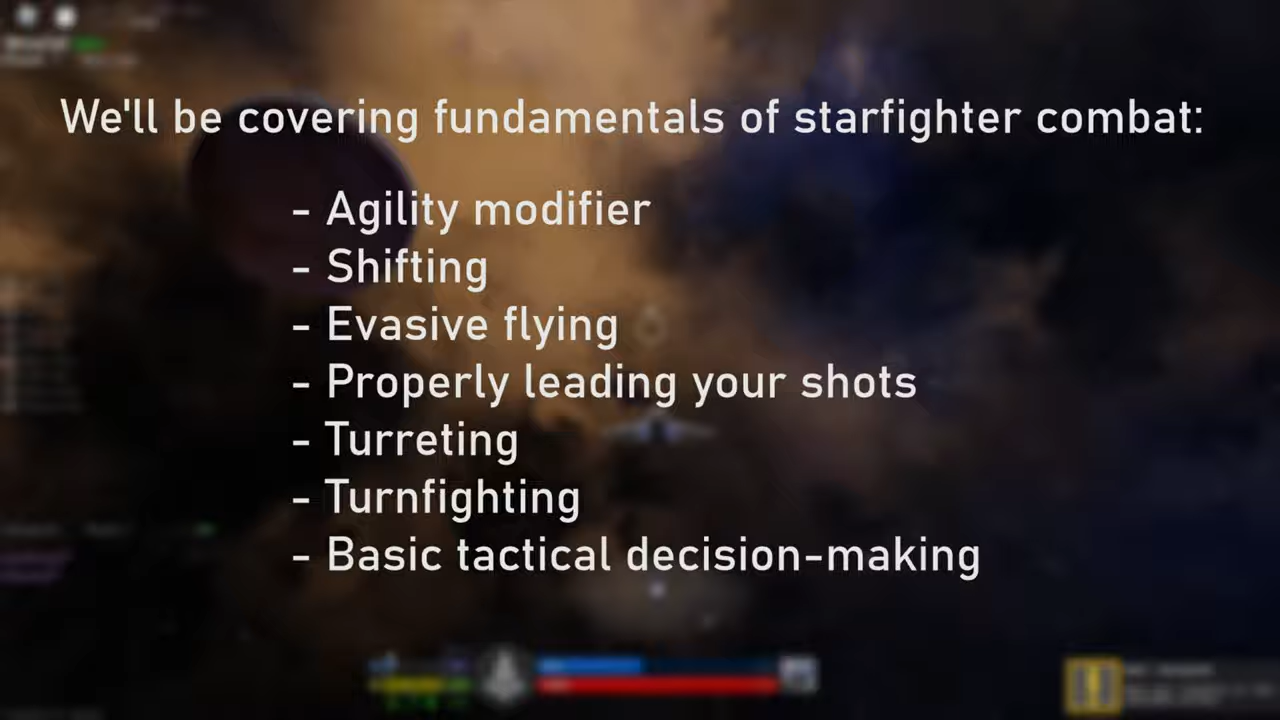 We'll be covering fundamentals of starfighter combat:
- Agility modifier
- Shifting
- Evasive flying
- Properly leading your shots
- Turreting
- Turnfighting
- Basic tactical decision-making